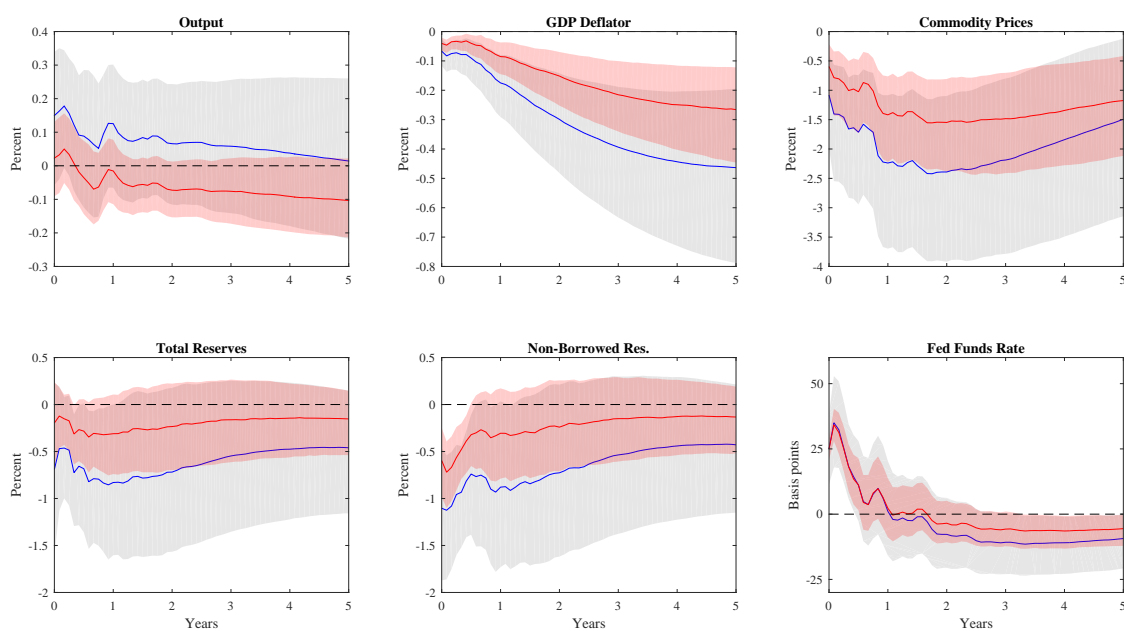 Output
0.4
0.3
0.2
0.1
0
-0.1
-0.2
-0.3
Percent
0 1 2 3 4 5
GDP Deflator
0
-0.1
-0.2
-0.3
-0.4
-0.5
-0.6
-0.7
-0.8
Percent
0 1 2 3 4 5
Commodity Prices
0
-0.5
-1
-1.5
-2
-2.5
-3
-3.5
-4
Percent
0 1 2 3 4 5
Total Reserves
0.5
0
-0.5
-1
-1.5
-2
Percent
0 1 2 3 4 5
Years
Non-Borrowed Res.
0.5
0
-0.5
-1
-1.5
-2
Percent
0 1 2 3 4 5
Years
Fed Funds Rate
50
25
0
-25
Basis points
0 1 2 3 4 5
Years